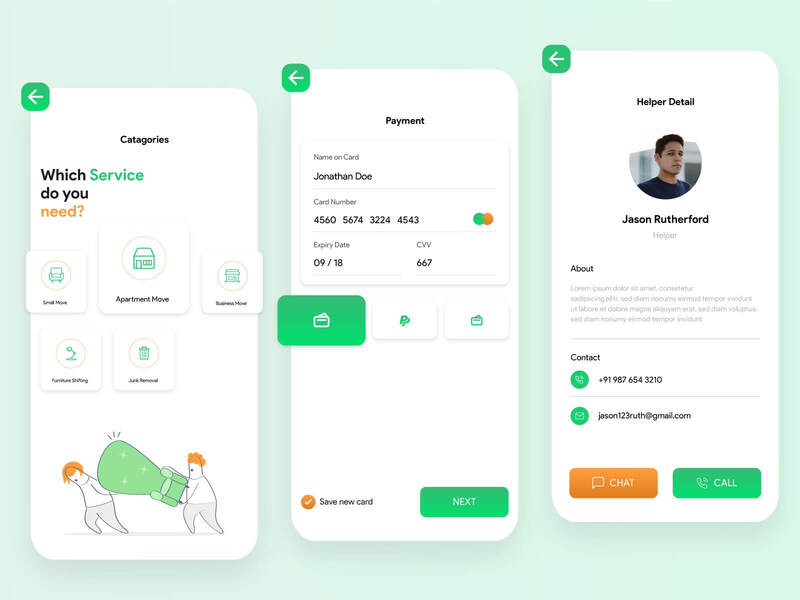 Catagories
Which Service
do you
need?
Small Move
Apartment Move
Business Move
Furniture Shifting
Junk Removal
Payment
Name on Card
Jonathan Doe
Card Number
4560 5674 3224 4543
Expiry Date
CVV
09 / 18
667
Save new card
NEXT
Helper Detail
Jason Rutherford
Helper
About
Lorem ipsum dolor sit amet, consetetur
sadipscing elitr, sed diam nonumy eirmod tempor invidunt
ut labore et dolore magna aliquyam erat, sed diam voluptua.
sed diam nonumy eirmod tempor invidunt
Contact
+91 987 654 3210
jason123ruth@gmail.com
CHAT
CALL